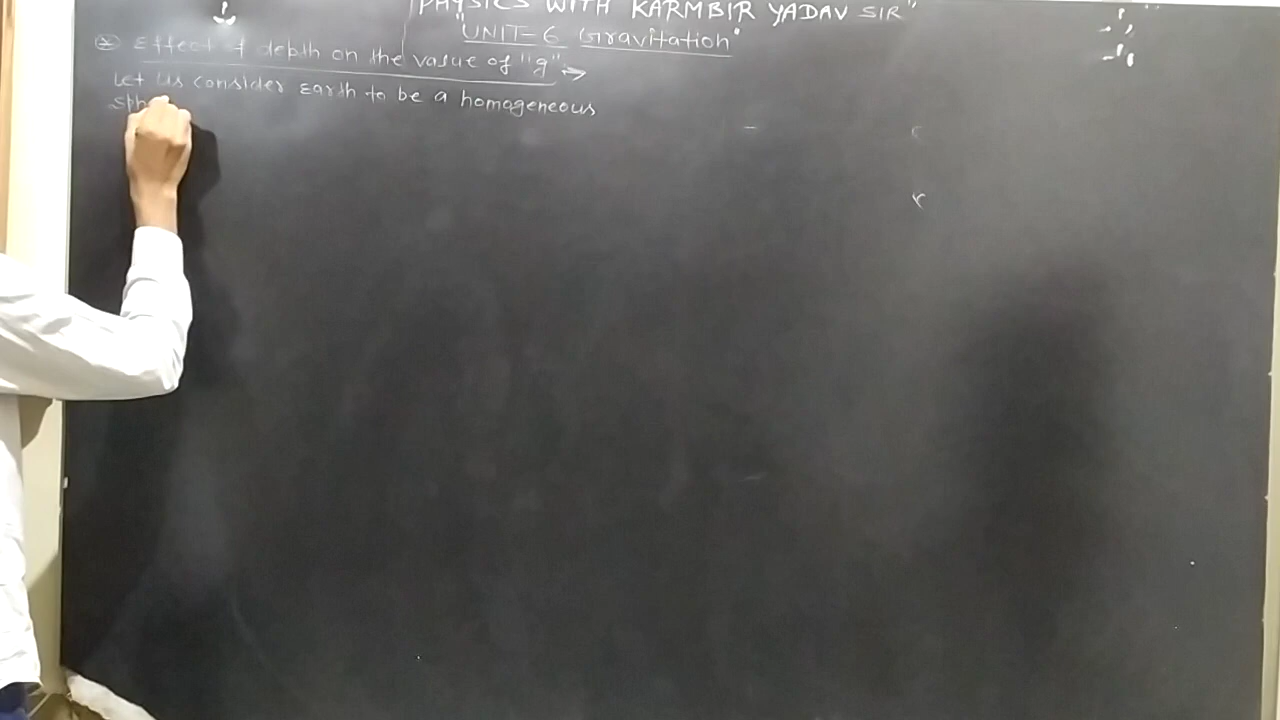 "PHYSICS WITH KARMBIR YADAV SIR"
"UNIT-6 Gravitation"
Effect of depth on the value of "g" →
Let us consider Earth to be a homogeneous
sph